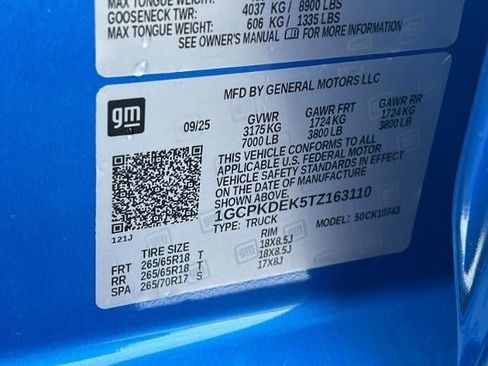 MAX TONGUE WEIGHT:
GOOSENECK TWR: 4037 KG / 8900 LBS
MAX TONGUE WEIGHT: 606 KG / 1335 LBS
SEE OWNER'S MANUAL FOR MORE INFORMATION
gm
MFD BY GENERAL MOTORS LLC
09/25 GVWR GAWR FRT GAWR RR
3175 KG 1724 KG 1724 KG
7000 LB 3800 LB 3800 LB
THIS VEHICLE CONFORMS TO ALL
APPLICABLE U.S. FEDERAL MOTOR
VEHICLE SAFETY STANDARDS IN EFFECT
ON THE DATE OF MANUFACTURE
SHOWN ABOVE.
1GCPKDEK5TZ163110
TYPE: TRUCK 50CK10743
121J
TIRE SIZE RIM
FRT 265/65R18 T 18X8.5J
RR 265/65R18 T 18X8.5J
SPA 265/70R17 S 17X8J